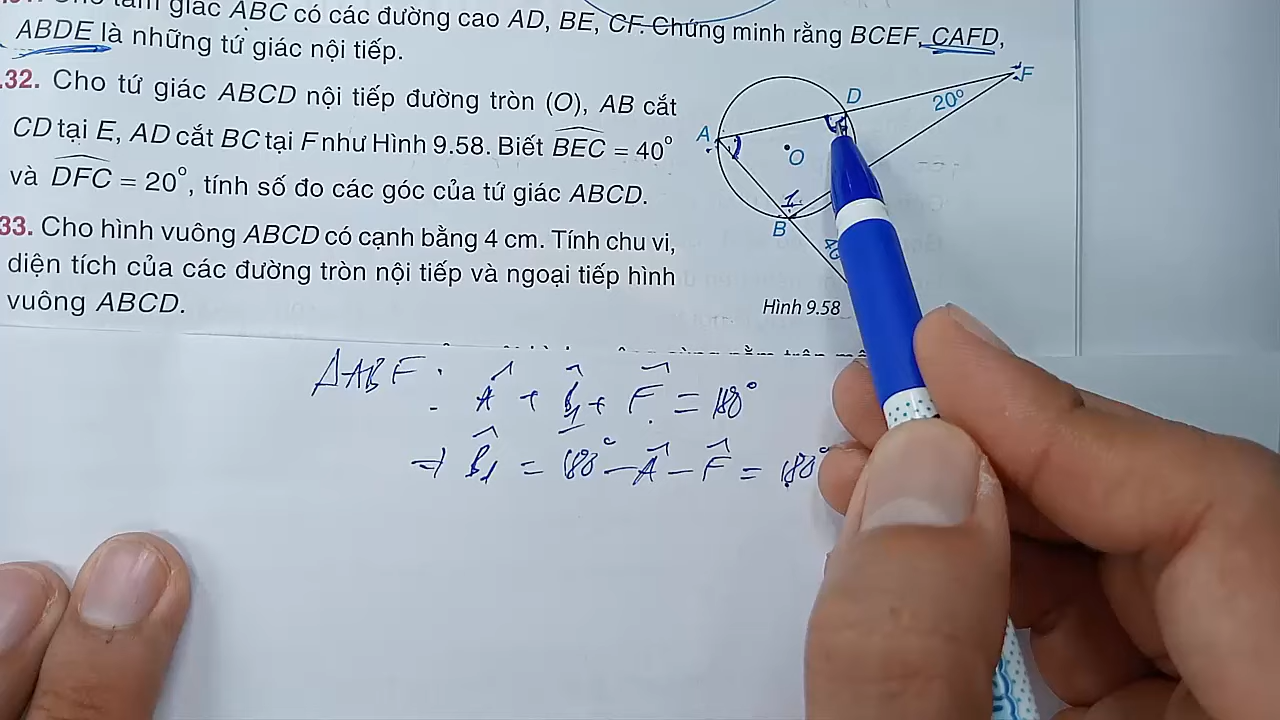 tam giác ABC có các đường cao AD, BE, CF. Chứng minh rằng BCEF, CAFD,
ABDE là những tứ giác nội tiếp.
.32. Cho tứ giác ABCD nội tiếp đường tròn (O), AB cắt
CD tại E, AD cắt BC tại F như Hình 9.58. Biết BEC = 40°
và DFC = 20°, tính số đo các góc của tứ giác ABCD.
33. Cho hình vuông ABCD có cạnh bằng 4 cm. Tính chu vi,
diện tích của các đường tròn nội tiếp và ngoại tiếp hình
vuông ABCD.
F
D
20°
A
O
1
B
Hình 9.58
ΔABF:
A + B1 + F = 180°
=> B1 = 180° - A - F = 180°